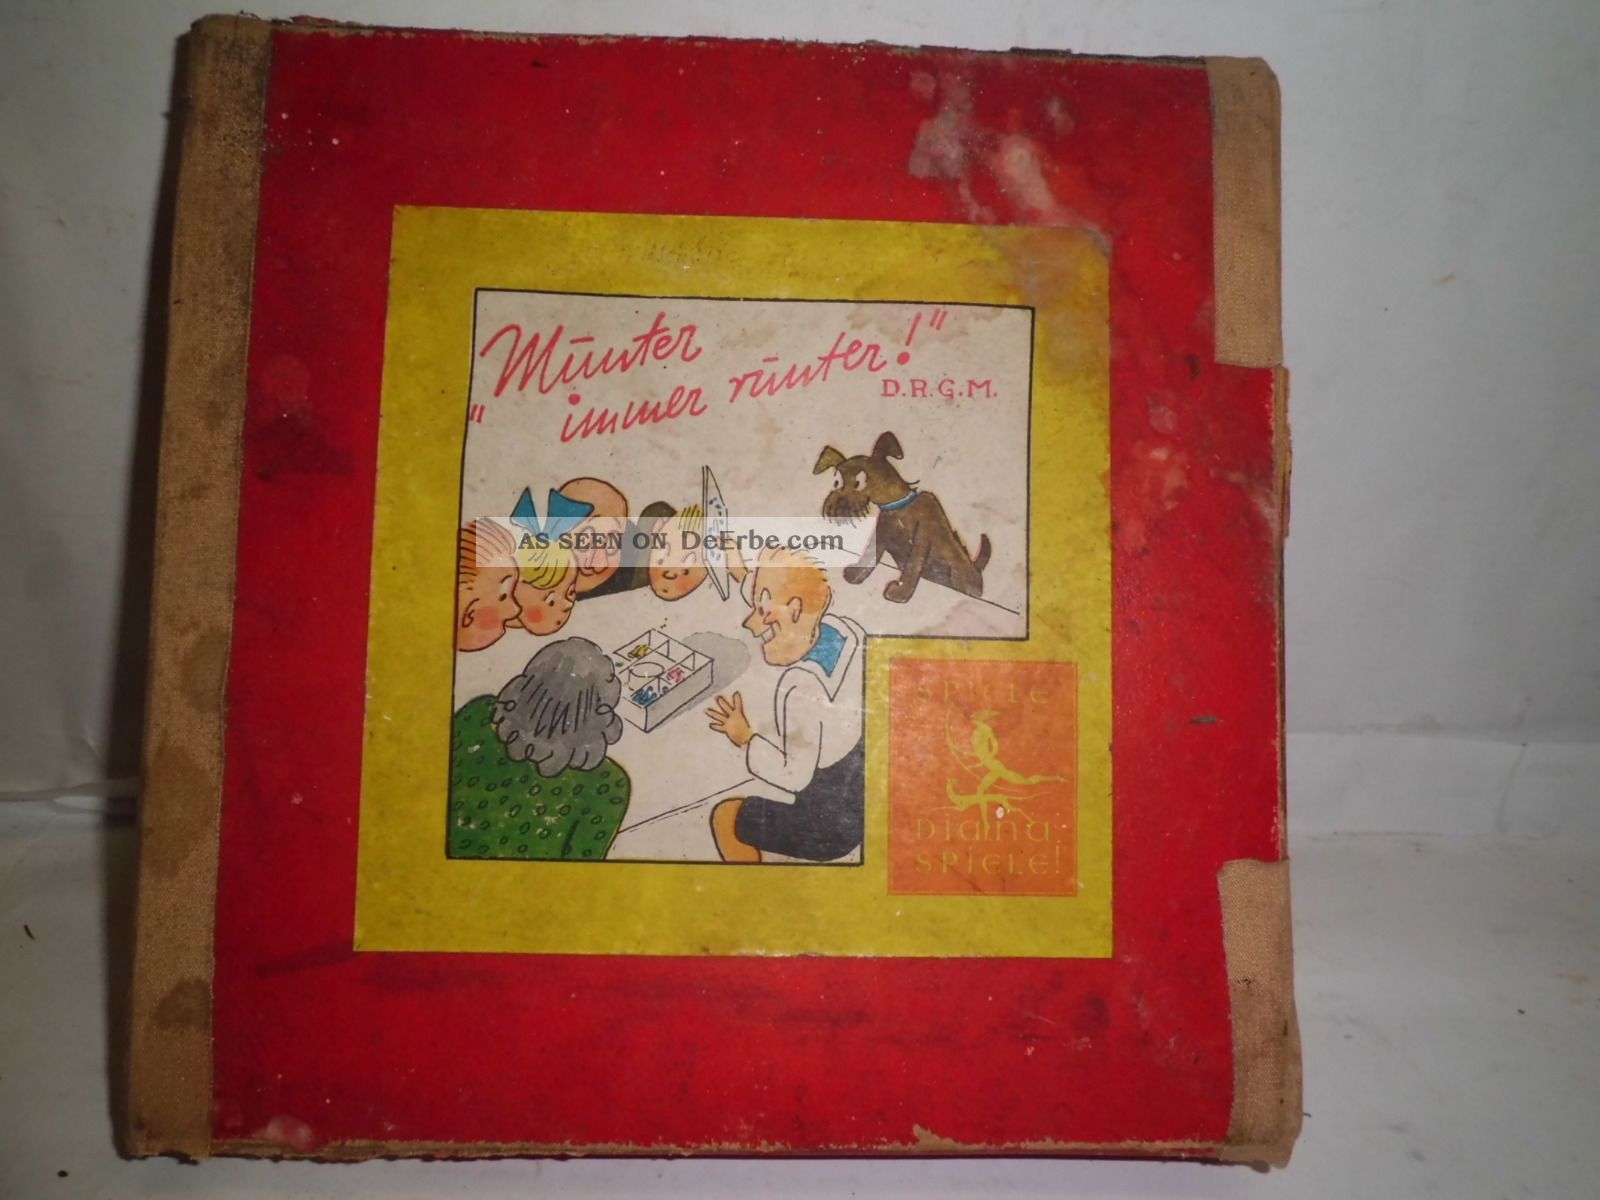 Munter
"immer runter!"
D.R.G.M.
AS SEEN ON DeErbe.com
SPIELE
Diana
SPIELE!